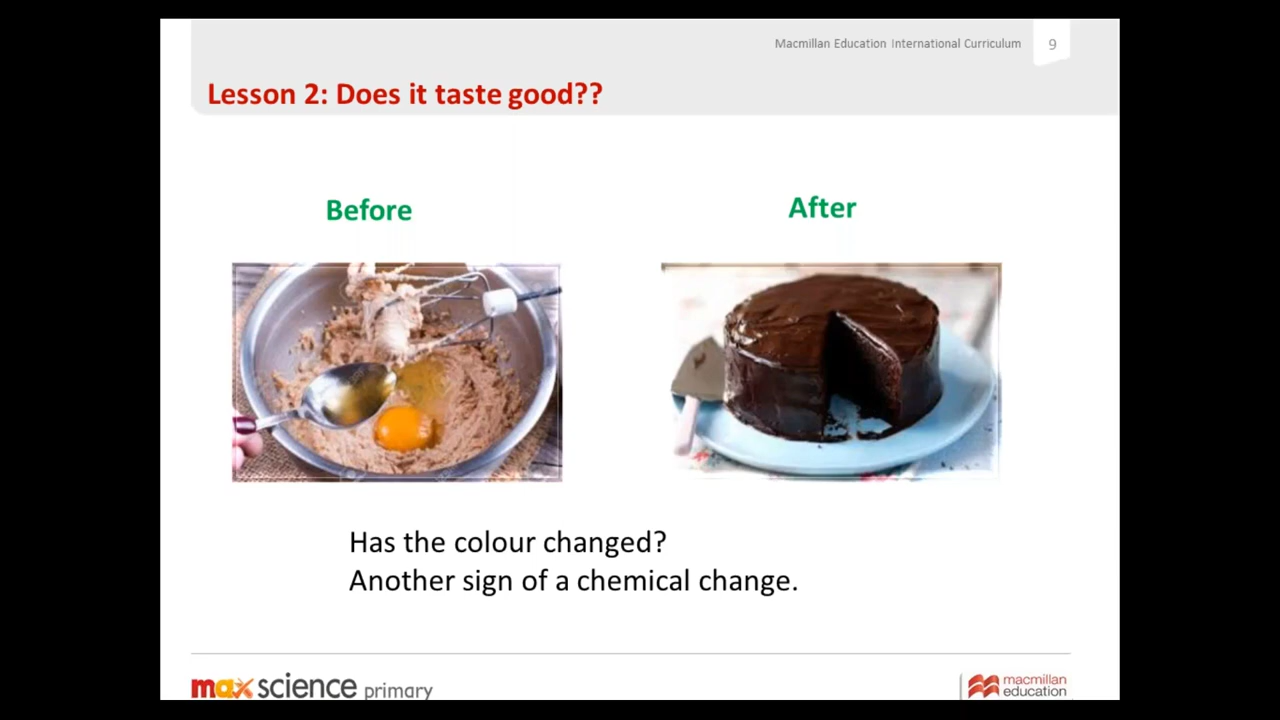 Macmillan Education International Curriculum 9
Lesson 2: Does it taste good??
Before
After
Has the colour changed?
Another sign of a chemical change.
max science primary
macmillan
education